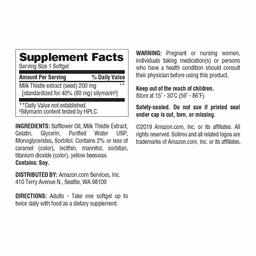 Supplement Facts
Serving Size 1 Softgel
Amount Per Serving % Daily Value
Milk Thistle extract (seed) 200 mg **
[standardized for 40% (80 mg) silymarin‡]
**Daily Value not established.
‡Silymarin content tested by HPLC.
INGREDIENTS: Safflower Oil, Milk Thistle Extract,
Gelatin, Glycerin, Purified Water USP,
Monoglycerides, Sorbitol. Contains 2% or less of
caramel (color), lecithin, mannitol, sorbitan,
titanium dioxide (color), yellow beeswax.
Contains: Soy.
DISTRIBUTED BY: Amazon.com Services, Inc.
410 Terry Avenue N., Seattle, WA 98109
DIRECTIONS: Adults - Take one softgel up to
twice daily with food as a dietary supplement.
WARNING: Pregnant or nursing women,
individuals taking medication(s) or persons
who have a health condition should consult
their physician before using this product.
Keep out of the reach of children.
Store at 15° - 30°C (59° - 86°F).
Safety-sealed. Do not use if printed seal
under cap is cut, torn, or missing.
©2019 Amazon.com, Inc. or its affiliates. All
rights reserved. Solimo and all related logos are
trademarks of Amazon.com, Inc. or its affiliates.